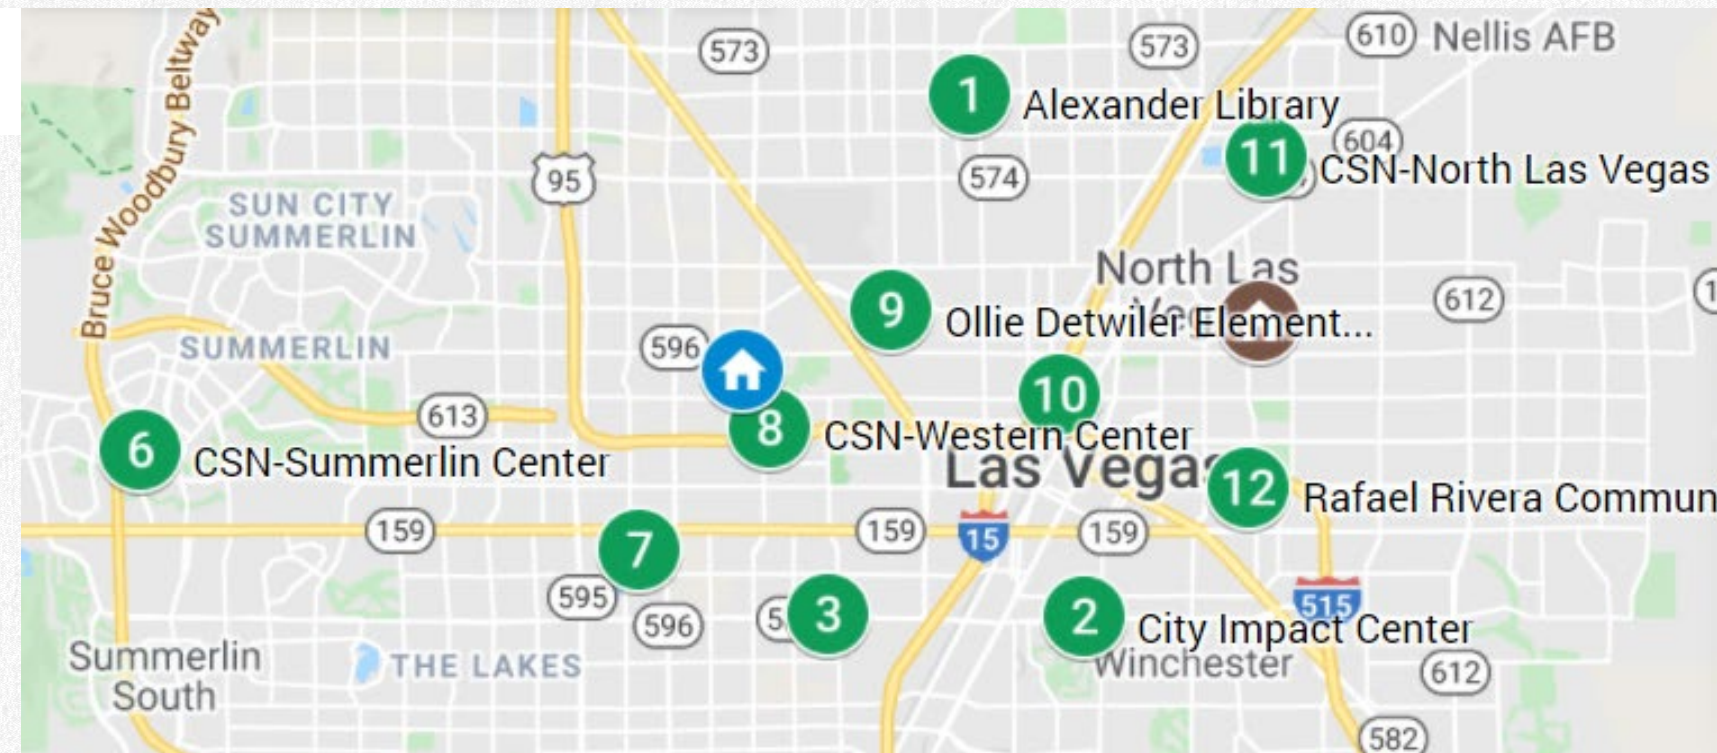 573
573
610
Nellis AFB
1
Alexander Library
Bruce Woodbury Beltway
604
11
CSN-North Las Vegas
95
574
SUN CITY
SUMMERLIN
North Las
9
Ollie Detwiler Element...
612
1
596
SUMMERLIN
10
613
8
CSN-Western Center
6
CSN-Summerlin Center
Las Vegas
12
Rafael Rivera Commun
159
159
15
159
7
595
596
5
3
2
City Impact Center
515
Winchester
612
Summerlin
South
THE LAKES
582